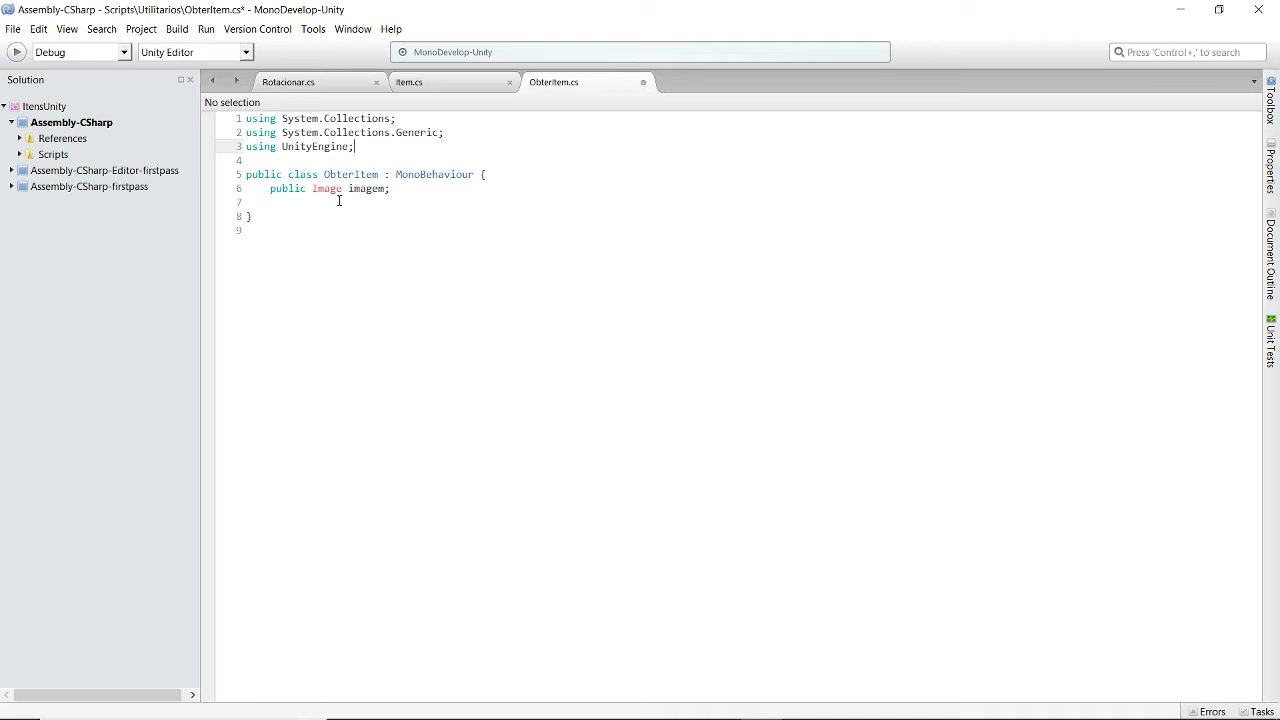 Assembly-CSharp - Scripts\Utilitarios\ObterItem.cs* - MonoDevelop-Unity
File Edit View Search Project Build Run Version Control Tools Window Help
Debug Unity Editor MonoDevelop-Unity Press 'Control+,' to search
Solution
Rotacionar.cs Item.cs ObterItem.cs
No selection
ItensUnity
Assembly-CSharp
References
Scripts
Assembly-CSharp-Editor-firstpass
Assembly-CSharp-firstpass
1 using System.Collections;
2 using System.Collections.Generic;
3 using UnityEngine;
4
5 public class ObterItem : MonoBehaviour {
6 public Image imagem;
7
8 }
9
Toolbox
Properties
Document Outline
Unit Tests
Errors Tasks